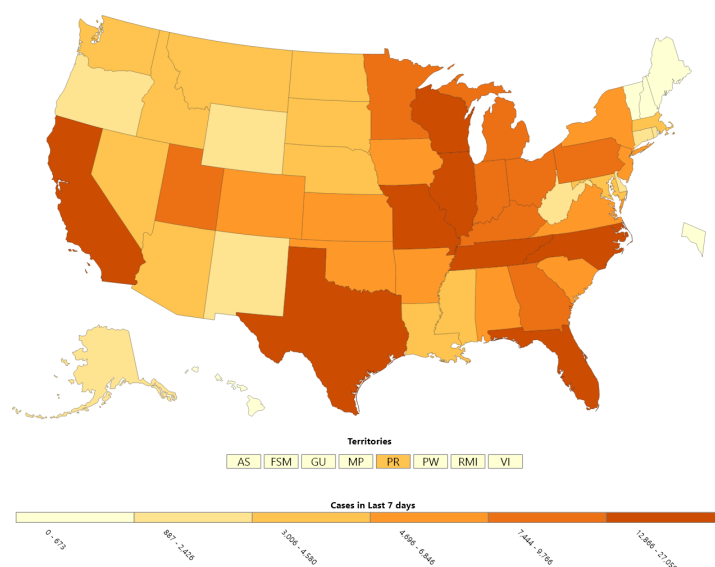 Territories
AS FSM GU MP PR PW RMI VI
Cases in Last 7 days
0 - 673
887 - 2,426
3,006 - 4,580
4,696 - 6,846
7,444 - 9,766